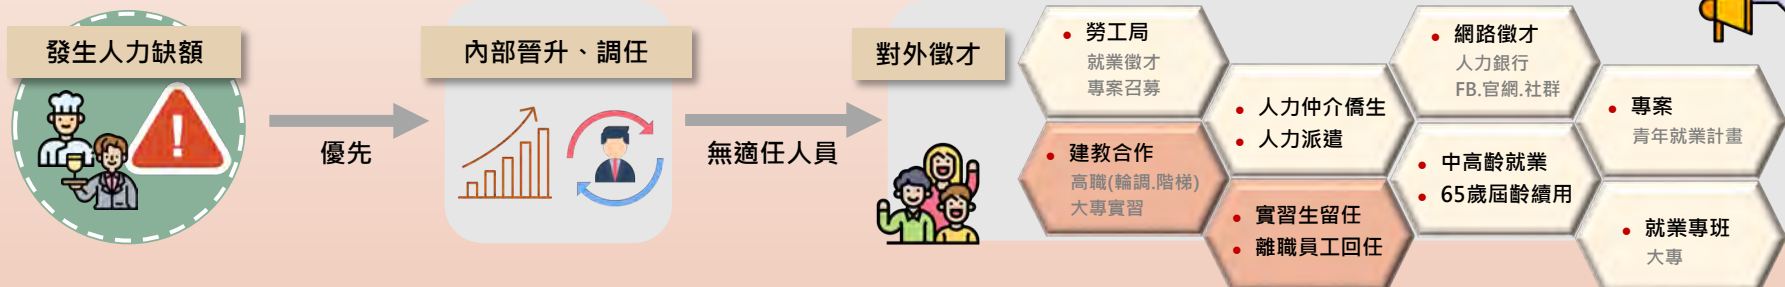 發生人力缺額
優先
內部晉升、調任
無適任人員
對外徵才
勞工局
就業徵才
專案召募
建教合作
高職(輪調.階梯)
大專實習
人力仲介僑生
人力派遣
實習生留任
離職員工回任
網路徵才
人力銀行
FB.官網.社群
中高齡就業
65歲屆齡續用
專案
青年就業計畫
就業專班
大專